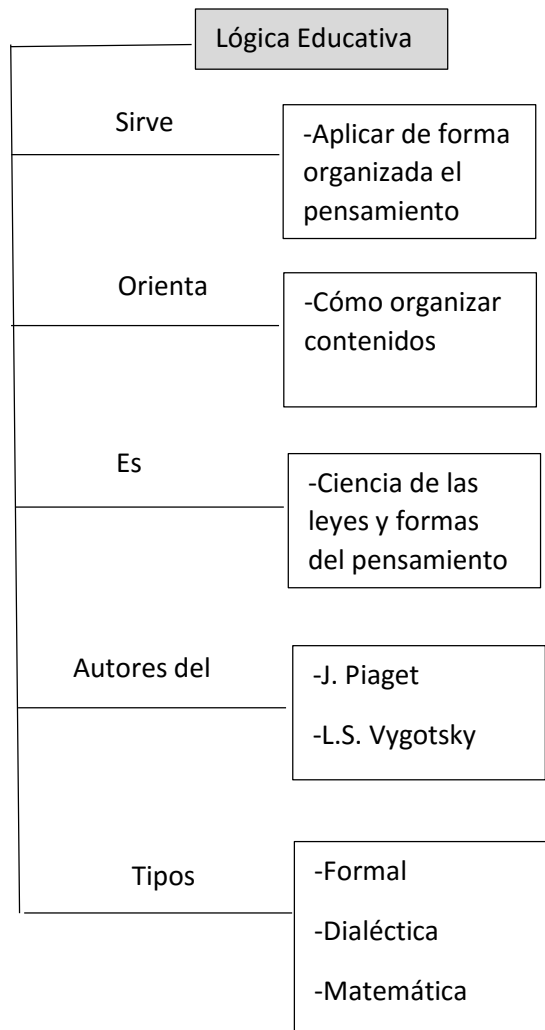 Lógica Educativa
Sirve
-Aplicar de forma
organizada el
pensamiento
Orienta
-Cómo organizar
contenidos
Es
-Ciencia de las
leyes y formas
del pensamiento
Autores del
-J. Piaget
-L.S. Vygotsky
Tipos
-Formal
-Dialéctica
-Matemática